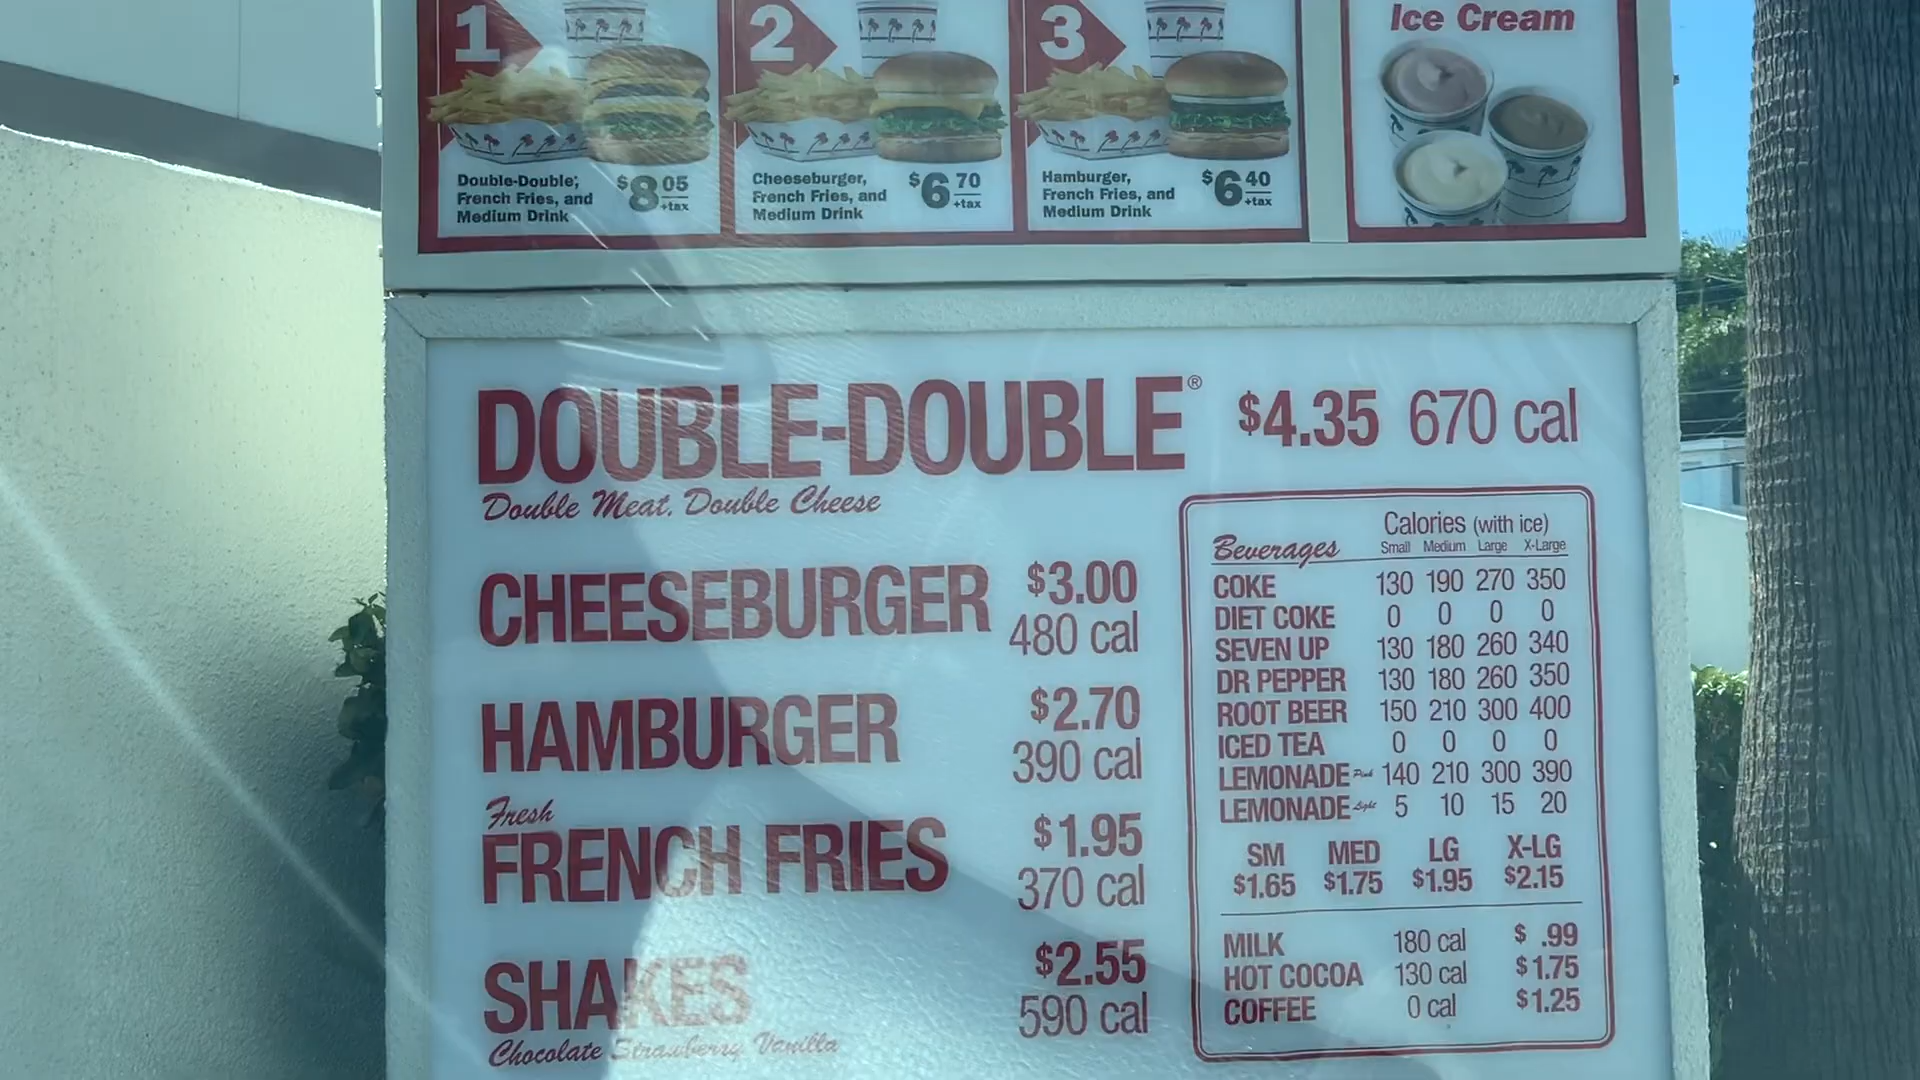 1
2
3
Ice Cream
Double-Double®,
French Fries, and
Medium Drink
$8 05
+tax
Cheeseburger,
French Fries, and
Medium Drink
$6 70
+tax
Hamburger,
French Fries, and
Medium Drink
$6 40
+tax
DOUBLE-DOUBLE® $4.35 670 cal
Double Meat, Double Cheese
CHEESEBURGER $3.00
480 cal
HAMBURGER $2.70
390 cal
Fresh
FRENCH FRIES $1.95
370 cal
SHAKES $2.55
590 cal
Chocolate Strawberry Vanilla
Calories (with ice)
Beverages Small Medium Large X-Large
COKE 130 190 270 350
DIET COKE 0 0 0 0
SEVEN UP 130 180 260 340
DR PEPPER 130 180 260 350
ROOT BEER 150 210 300 400
ICED TEA 0 0 0 0
LEMONADE Pink 140 210 300 390
LEMONADE Light 5 10 15 20
SM MED LG X-LG
$1.65 $1.75 $1.95 $2.15
MILK 180 cal $ .99
HOT COCOA 130 cal $1.75
COFFEE 0 cal $1.25